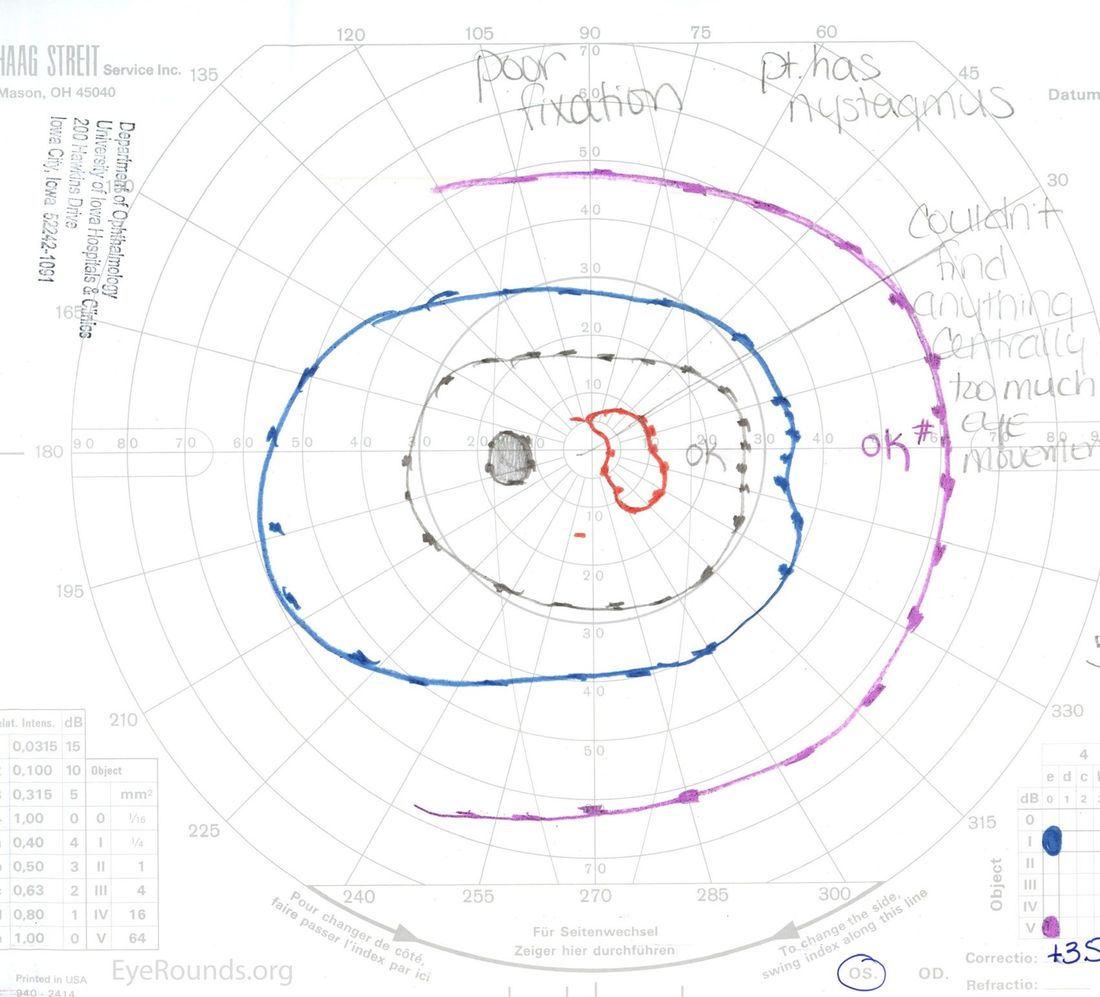 HAAG STREIT Service Inc.
Mason, OH 45040
Department of Ophthalmology
University of Iowa Hospitals & Clinics
200 Hawkins Drive
Iowa City, Iowa 52242-1091
135
120
105
90
75
60
45
30
Datum
poor
fixation
pt. has
nystagmus
couldn't
find
anything
centrally
too much
eye
movement
OK
OK #
70
60
50
40
30
20
10
165
180
90 80 70 60 50 40 30
20 30 40
10
20
30
40
50
70
195
210
225
240
255
270
285
300
315
330
Relat. Intens. dB
0,0315 15
0,100 10 Object
0,315 5 mm²
1,00 0 0 1/16
0,40 4 I 1/4
0,50 3 II 1
0,63 2 III 4
0,80 1 IV 16
1,00 0 V 64
Pour changer de côté,
faire passer l'index par ici
Für Seitenwechsel
Zeiger hier durchführen
To change the side,
swing index along this line
4
e d c
dB 0 1 2
Object
0
I
II
III
IV
V
OS. OD.
Correctio:
Refractio:
Printed in USA
940 - 2414
EyeRounds.org